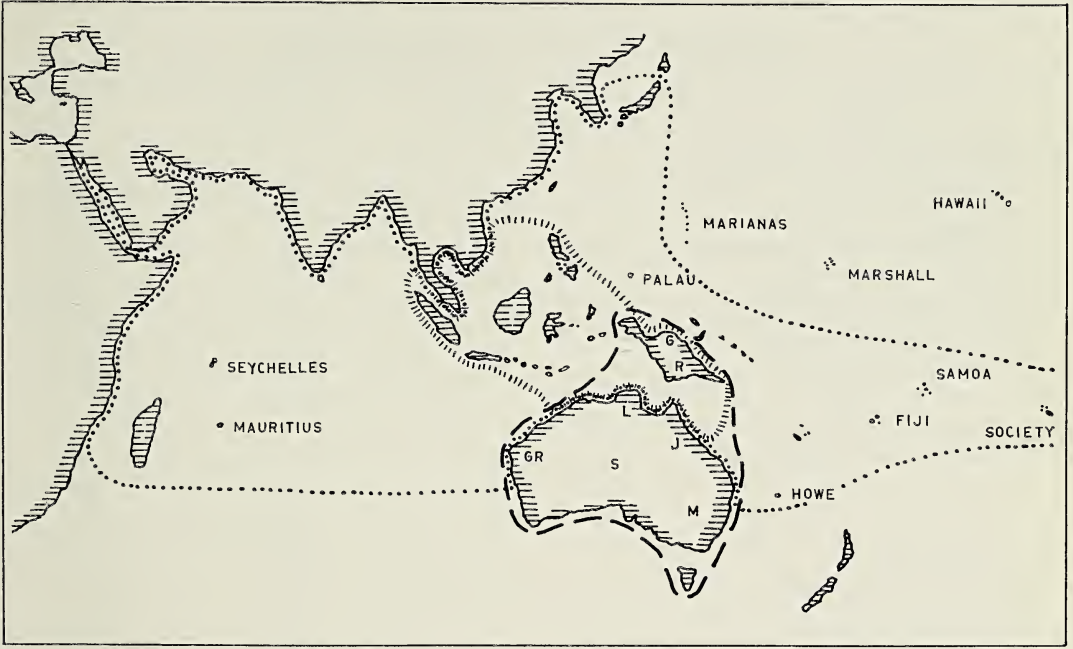 HAWAII
MARIANAS
PALAU
MARSHALL
SEYCHELLES
G
R
SAMOA
L
MAURITIUS
FIJI
SOCIETY
J
GR
S
HOWE
M